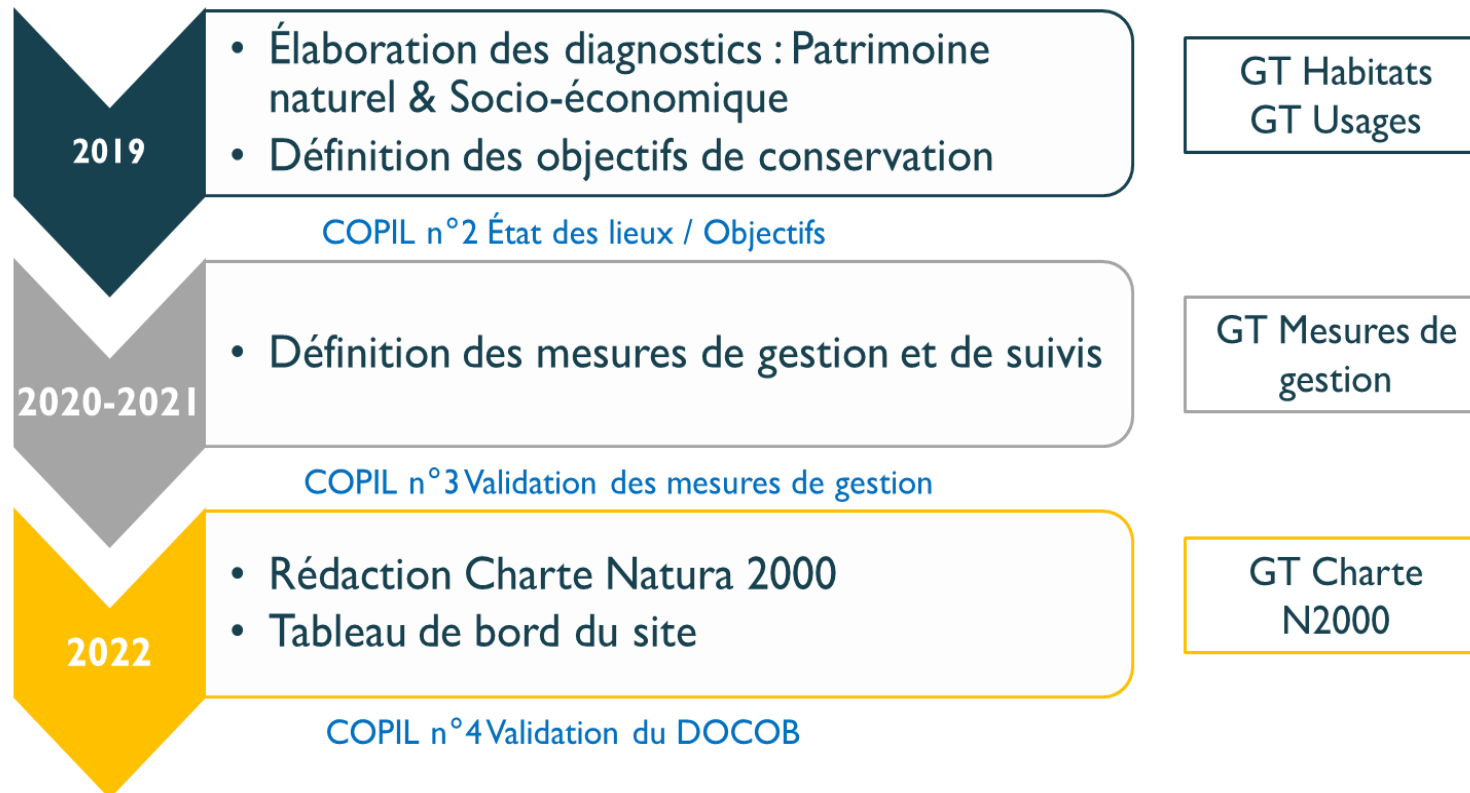 2019
• Élaboration des diagnostics : Patrimoine
naturel & Socio-économique
• Définition des objectifs de conservation
GT Habitats
GT Usages
COPIL n°2 État des lieux / Objectifs
2020-2021
• Définition des mesures de gestion et de suivis
GT Mesures de
gestion
COPIL n°3 Validation des mesures de gestion
2022
• Rédaction Charte Natura 2000
• Tableau de bord du site
GT Charte
N2000
COPIL n°4 Validation du DOCOB